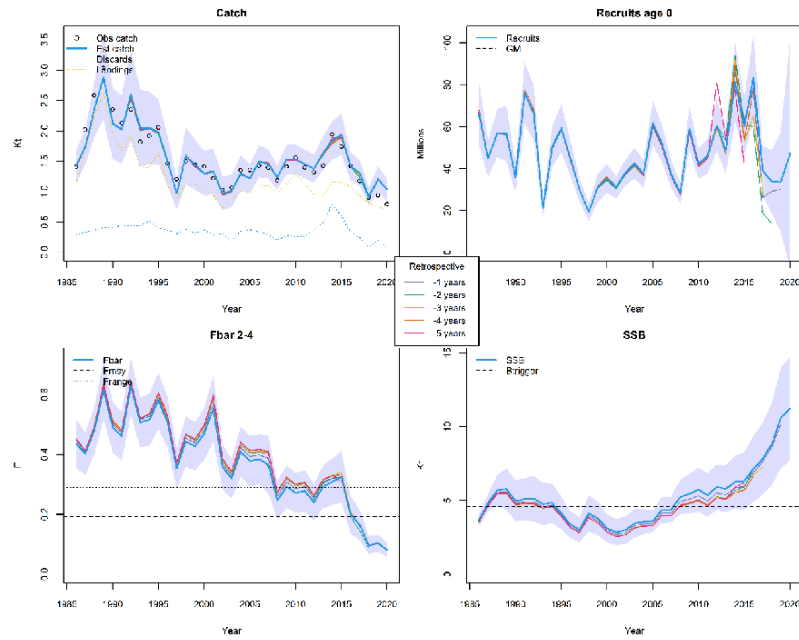 Catch
Obs catch
Est catch
Discards
Landings
Kt
3.5
3.0
2.5
2.0
1.5
1.0
0.5
0.0
1985 1990 1995 2000 2005 2010 2015 2020
Year
Recruits age 0
Recruits
GM
Millions
100
80
60
40
20
0
1985 1990 1995 2000 2005 2010 2015 2020
Year
Retrospective
-1 years
-2 years
-3 years
-4 years
-5 years
Fbar 2-4
Fbar
Fmsy
Frange
F
0.6
0.4
0.2
0.0
1985 1990 1995 2000 2005 2010 2015 2020
Year
SSB
SSB
Btrigger
Kt
15
10
5
0
1985 1990 1995 2000 2005 2010 2015 2020
Year